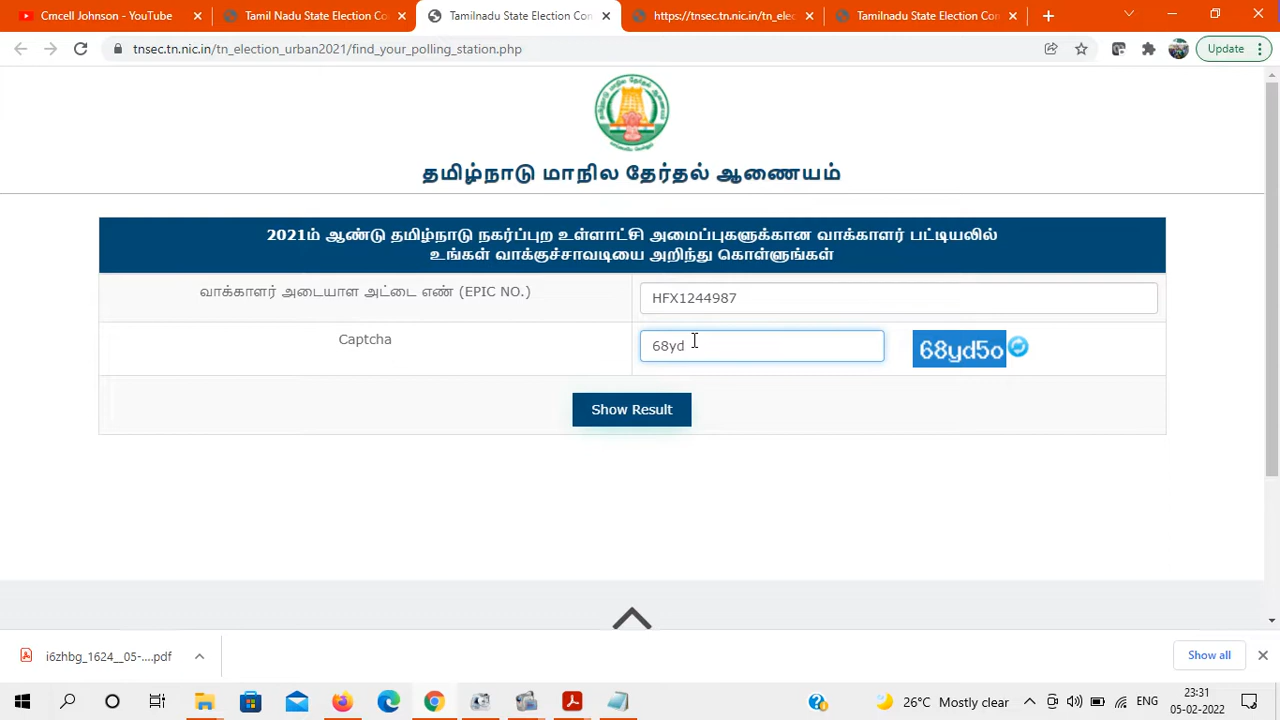 Cmcell Johnson - YouTube
Tamil Nadu State Election Co
Tamilnadu State Election Con
https://tnsec.tn.nic.in/tn_elec
Tamilnadu State Election Con
tnsec.tn.nic.in/tn_election_urban2021/find_your_polling_station.php
Update
தமிழ்நாடு மாநில தேர்தல் ஆணையம்
2021ம் ஆண்டு தமிழ்நாடு நகர்ப்புற உள்ளாட்சி அமைப்புகளுக்கான வாக்காளர் பட்டியலில்
உங்கள் வாக்குச்சாவடியை அறிந்து கொள்ளுங்கள்
வாக்காளர் அடையாள அட்டை எண் (EPIC NO.)
HFX1244987
Captcha
68yd
68yd5o
Show Result
i6zhbg_1624__05-....pdf
Show all
26°C Mostly clear
ENG
23:31
05-02-2022